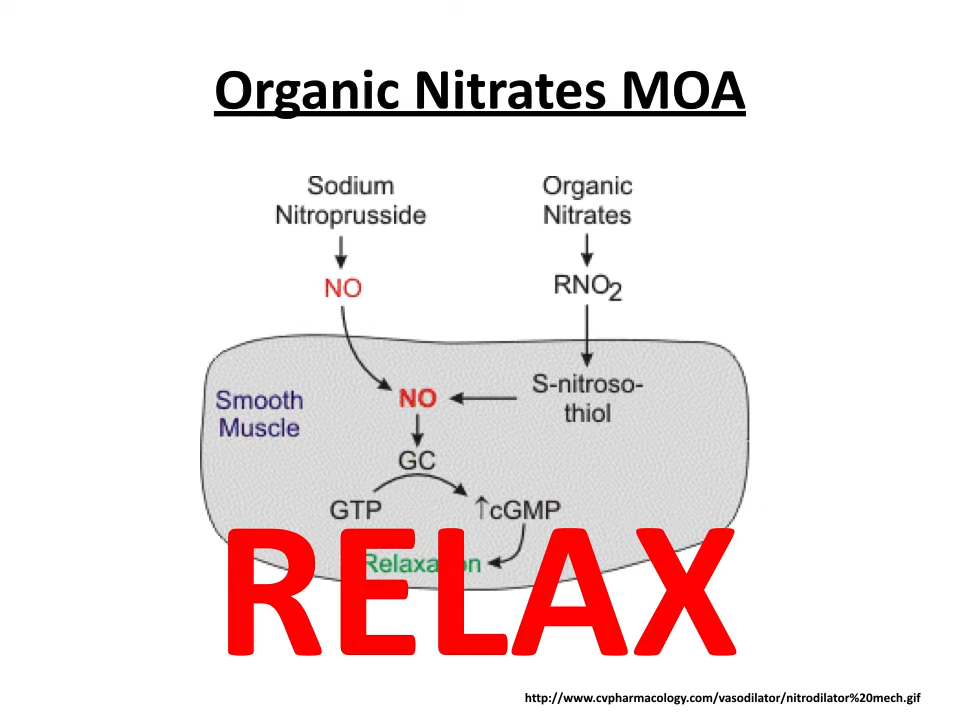 Organic Nitrates MOA
Sodium
Nitroprusside
Organic
Nitrates
NO
RNO2
Smooth
Muscle
NO
S-nitroso-
thiol
GC
GTP
↑cGMP
Relaxation
RELAX
http://www.cvpharmacology.com/vasodilator/nitrodilator%20mech.gif